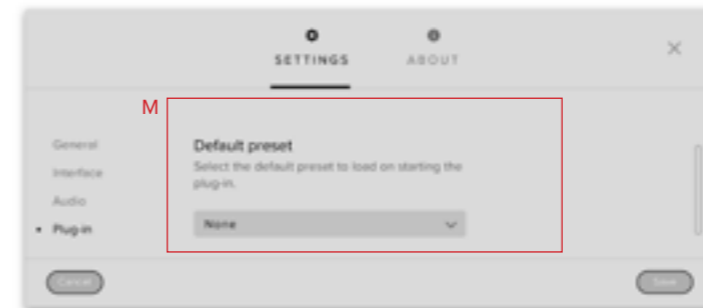 SETTINGS ABOUT
M
General
Interface
Audio
Plug-in
Default preset
Select the default preset to load on starting the
plug-in.
None
Cancel
Save